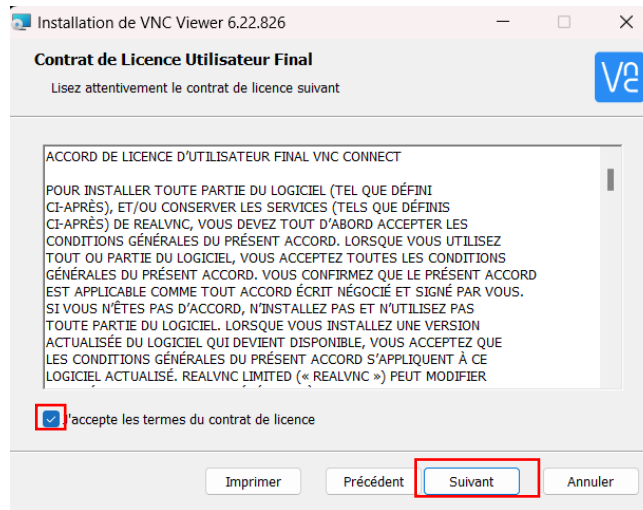 Installation de VNC Viewer 6.22.826
Contrat de Licence Utilisateur Final
Lisez attentivement le contrat de licence suivant
ACCORD DE LICENCE D'UTILISATEUR FINAL VNC CONNECT
POUR INSTALLER TOUTE PARTIE DU LOGICIEL (TEL QUE DÉFINI
CI-APRÈS), ET/OU CONSERVER LES SERVICES (TELS QUE DÉFINIS
CI-APRÈS) DE REALVNC, VOUS DEVEZ TOUT D'ABORD ACCEPTER LES
CONDITIONS GÉNÉRALES DU PRÉSENT ACCORD. LORSQUE VOUS UTILISEZ
TOUT OU PARTIE DU LOGICIEL, VOUS ACCEPTEZ TOUTES LES CONDITIONS
GÉNÉRALES DU PRÉSENT ACCORD. VOUS CONFIRMEZ QUE LE PRÉSENT ACCORD
EST APPLICABLE COMME TOUT ACCORD ÉCRIT NÉGOCIÉ ET SIGNÉ PAR VOUS.
SI VOUS N'ÊTES PAS D'ACCORD, N'INSTALLEZ PAS ET N'UTILISEZ PAS
TOUTE PARTIE DU LOGICIEL. LORSQUE VOUS INSTALLEZ UNE VERSION
ACTUALISÉE DU LOGICIEL QUI DEVIENT DISPONIBLE, VOUS ACCEPTEZ QUE
LES CONDITIONS GÉNÉRALES DU PRÉSENT ACCORD S'APPLIQUENT À CE
LOGICIEL ACTUALISÉ. REALVNC LIMITED (« REALVNC ») PEUT MODIFIER
J'accepte les termes du contrat de licence
Imprimer Précédent Suivant Annuler